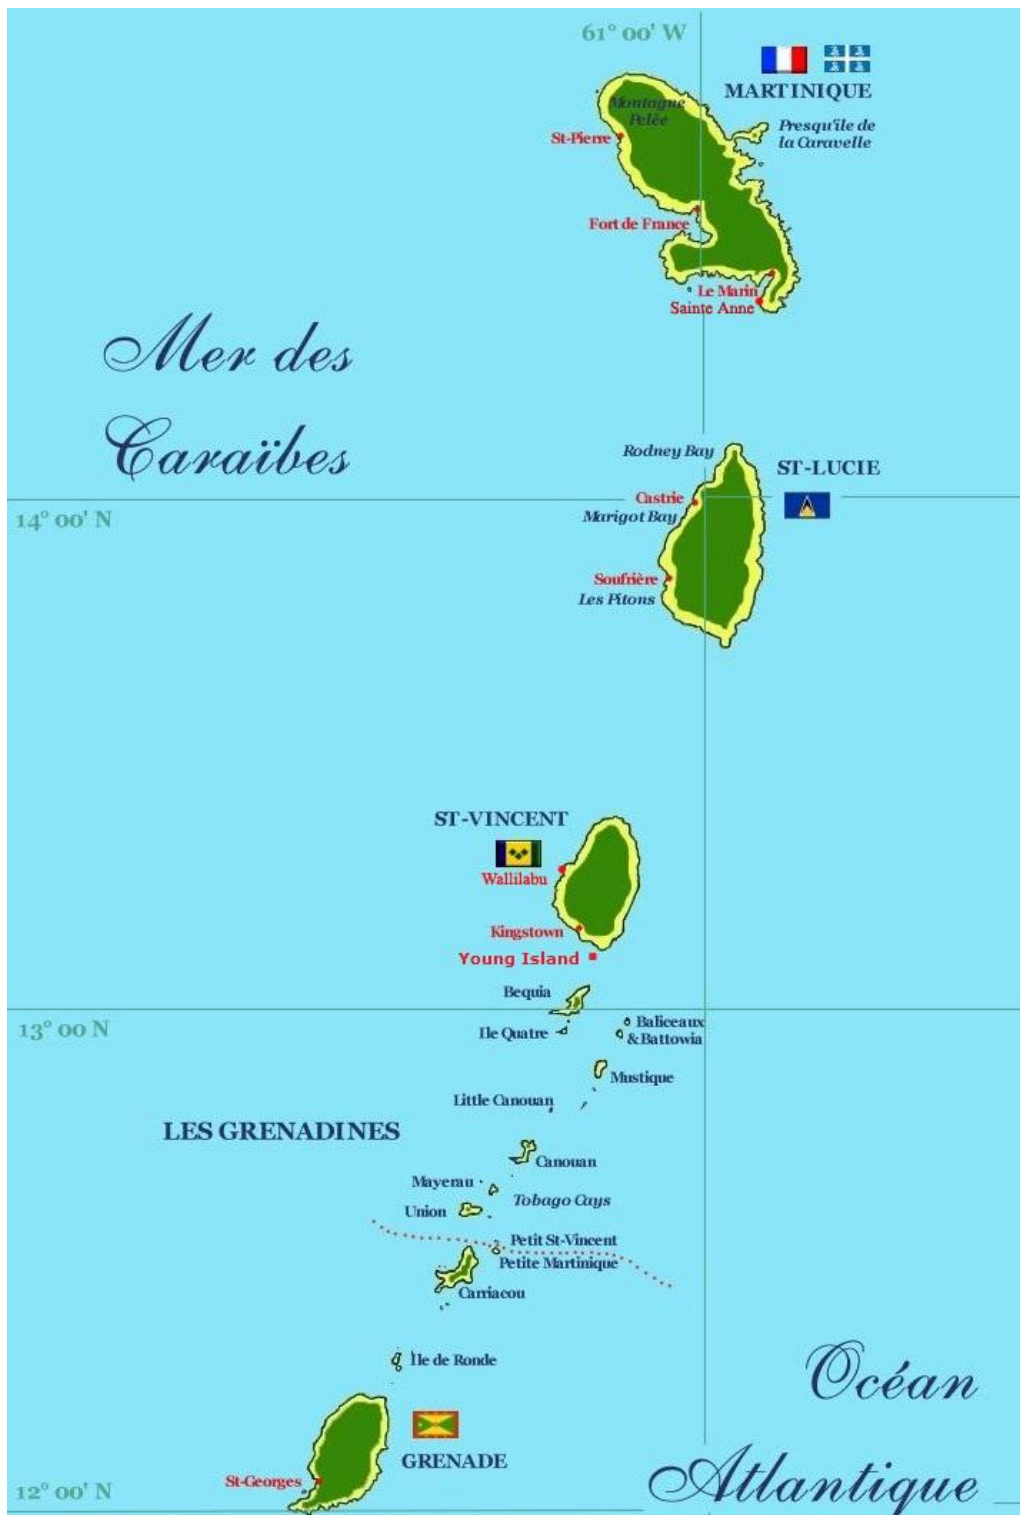 61° 00' W
MARTINIQUE
Montagne
Pelée
Presqu'ile de
la Caravelle
St-Pierre
Fort de France
Le Marin
Sainte Anne
Mer des
Caraïbes
Rodney Bay
ST-LUCIE
Castrie
Marigot Bay
14° 00' N
Soufrière
Les Pitons
ST-VINCENT
Wallilabu
Kingstown
Young Island
Bequia
13° 00 N
Ile Quatre
Baliceaux
& Battowia
Mustique
Little Canouan
LES GRENADINES
Canouan
Mayerau
Tobago Cays
Union
Petit St-Vincent
Petite Martinique
Carriacou
Île de Ronde
Océan
Atlantique
GRENADE
St-Georges
12° 00' N